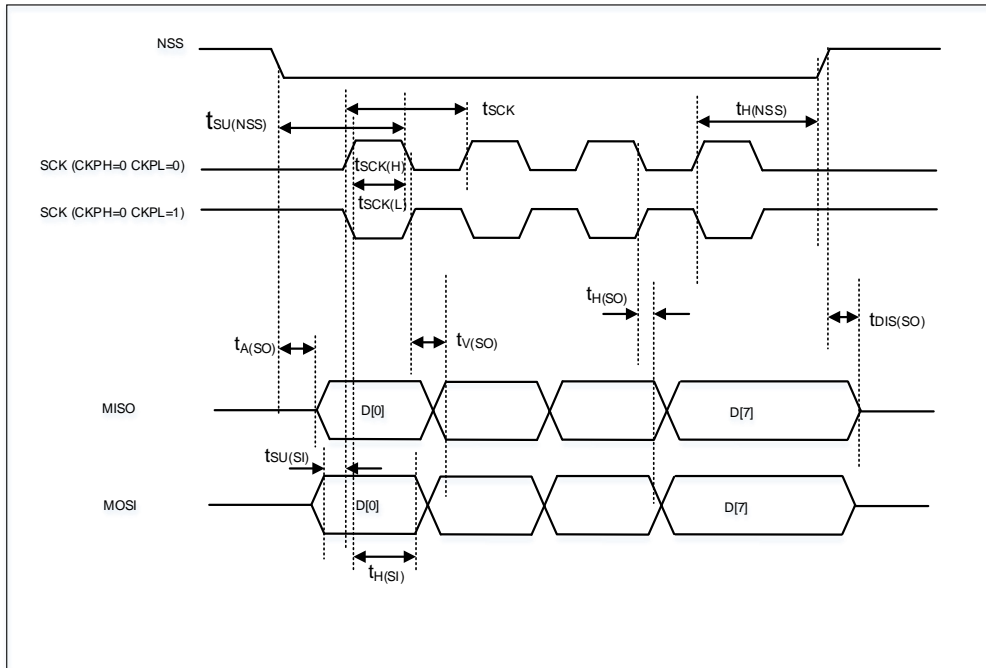 NSS
tSCK
tH(NSS)
tSU(NSS)
SCK (CKPH=0 CKPL=0)
tSCK(H)
tSCK(L)
SCK (CKPH=0 CKPL=1)
tH(SO)
tDIS(SO)
tA(SO)
tV(SO)
MISO
D[0]
D[7]
tSU(SI)
MOSI
D[0]
D[7]
tH(SI)